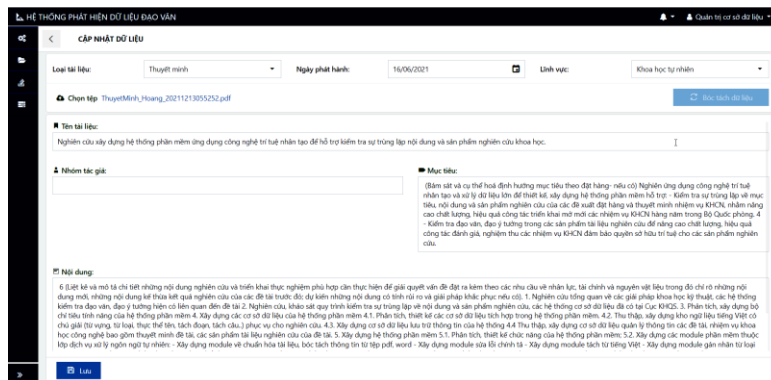 HỆ THỐNG PHÁT HIỆN DỮ LIỆU ĐẠO VĂN
Quản trị cơ sở dữ liệu
CẬP NHẬT DỮ LIỆU
Loại tài liệu: Thuyết minh Ngày phát hành: 16/06/2021 Lĩnh vực: Khoa học tự nhiên
Chọn tệp ThuyetMinh_Hoang_20211213055252.pdf Bóc tách dữ liệu
Tên tài liệu:
Nghiên cứu xây dựng hệ thống phần mềm ứng dụng công nghệ trí tuệ nhân tạo để hỗ trợ kiểm tra sự trùng lặp nội dung và sản phẩm nghiên cứu khoa học.
Nhóm tác giả:
Mục tiêu:
(Bám sát và cụ thể hoá định hướng mục tiêu theo đặt hàng- nếu có) Nghiên ứng dụng công nghệ trí tuệ
nhân tạo và xử lý dữ liệu lớn để thiết kế, xây dựng hệ thống phần mềm hỗ trợ: - Kiểm tra sự trùng lặp về mục
tiêu, nội dung và sản phẩm nghiên cứu của các đề xuất đặt hàng và thuyết minh nhiệm vụ KHCN, nhằm nâng
cao chất lượng, hiệu quả công tác triển khai mở mới các nhiệm vụ KHCN hàng năm trong Bộ Quốc phòng. 4
- Kiểm tra đạo văn, đạo ý tưởng trong các sản phẩm tài liệu nghiên cứu để nâng cao chất lượng, hiệu quả
công tác đánh giá, nghiệm thu các nhiệm vụ KHCN đảm bảo quyền sở hữu trí tuệ cho các sản phẩm nghiên
cứu.
Nội dung:
6 (Liệt kê và mô tả chi tiết những nội dung nghiên cứu và triển khai thực nghiệm phù hợp cần thực hiện để giải quyết vấn đề đặt ra kèm theo các nhu cầu về nhân lực, tài chính và nguyên vật liệu trong đó chỉ rõ những nội
dung mới, những nội dung kế thừa kết quả nghiên cứu của các đề tài trước đó; dự kiến những nội dung có tính rủi ro và giải pháp khắc phục nếu có). 1. Nghiên cứu tổng quan về các giải pháp khoa học kỹ thuật, các hệ thống
kiểm tra đạo văn, đạo ý tưởng hiện có liên quan đến đề tài 2. Nghiên cứu, khảo sát quy trình kiểm tra sự trùng lặp về nội dung và sản phẩm nghiên cứu, các hệ thống cơ sở dữ liệu đã có tại Cục KHQS. 3. Phân tích, xây dựng bộ
chỉ tiêu tính năng của hệ thống phần mềm 4. Xây dựng các cơ sở dữ liệu của hệ thống phần mềm 4.1. Phân tích, thiết kế các cơ sở dữ liệu tích hợp trong hệ thống phần mềm. 4.2. Thu thập, xây dựng kho ngữ liệu tiếng Việt có
chú giải (từ vựng, từ loại, thực thể tên, tách đoạn, tách câu..) phục vụ cho nghiên cứu. 4.3. Xây dựng cơ sở dữ liệu lưu trữ thông tin của hệ thống 4.4 Thu thập, xây dựng cơ sở dữ liệu quản lý thông tin các đề tài, nhiệm vụ khoa
học công nghệ bao gồm thuyết minh đề tài, các sản phẩm tài liệu nghiên cứu của đề tài. 5. Xây dựng hệ thống phần mềm 5.1. Phân tích, thiết kế chức năng của hệ thống phần mềm; 5.2. Xây dựng các module phần mềm thuộc
lớp dịch vụ xử lý ngôn ngữ tự nhiên: - Xây dựng module về chuẩn hóa tài liệu, bóc tách thông tin từ tệp pdf, word - Xây dựng module sửa lỗi chính tả - Xây dựng module tách từ tiếng Việt - Xây dựng module gán nhãn từ loại
Lưu